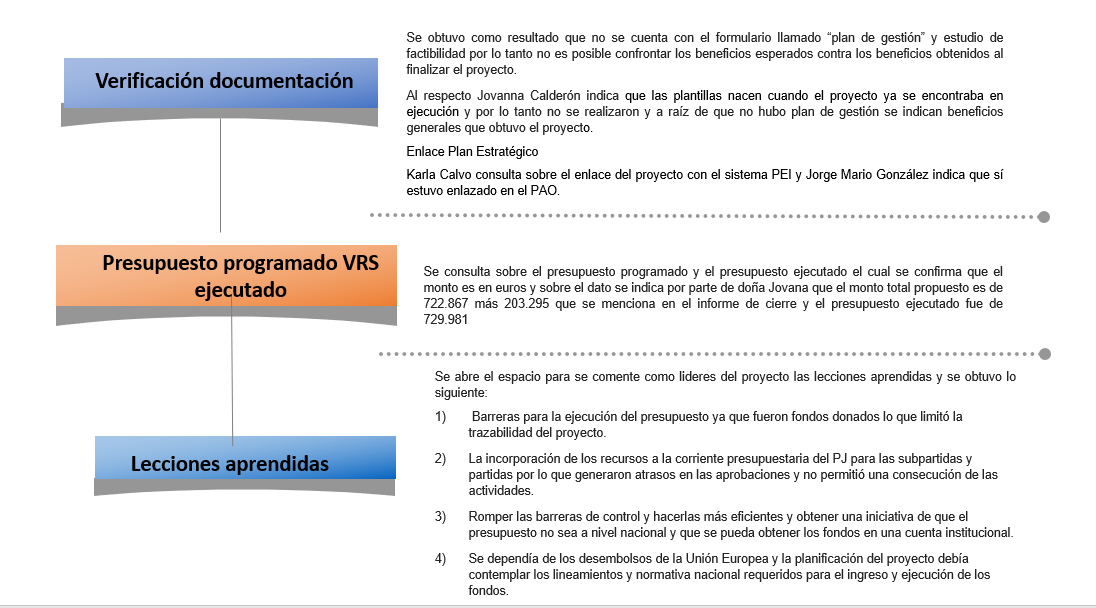 Verificación documentación
Se obtuvo como resultado que no se cuenta con el formulario llamado “plan de gestión” y estudio de
factibilidad por lo tanto no es posible confrontar los beneficios esperados contra los beneficios obtenidos al
finalizar el proyecto.
Al respecto Jovanna Calderón indica que las plantillas nacen cuando el proyecto ya se encontraba en
ejecución y por lo tanto no se realizaron y a raíz de que no hubo plan de gestión se indican beneficios
generales que obtuvo el proyecto.
Enlace Plan Estratégico
Karla Calvo consulta sobre el enlace del proyecto con el sistema PEI y Jorge Mario González indica que sí
estuvo enlazado en el PAO.
Presupuesto programado VRS
ejecutado
Se consulta sobre el presupuesto programado y el presupuesto ejecutado el cual se confirma que el
monto es en euros y sobre el dato se indica por parte de doña Jovana que el monto total propuesto es de
722.867 más 203.295 que se menciona en el informe de cierre y el presupuesto ejecutado fue de
729.981
Lecciones aprendidas
Se abre el espacio para se comente como lideres del proyecto las lecciones aprendidas y se obtuvo lo
siguiente:
1) Barreras para la ejecución del presupuesto ya que fueron fondos donados lo que limitó la
trazabilidad del proyecto.
2) La incorporación de los recursos a la corriente presupuestaria del PJ para las subpartidas y
partidas por lo que generaron atrasos en las aprobaciones y no permitió una consecución de las
actividades.
3) Romper las barreras de control y hacerlas más eficientes y obtener una iniciativa de que el
presupuesto no sea a nivel nacional y que se pueda obtener los fondos en una cuenta institucional.
4) Se dependía de los desembolsos de la Unión Europea y la planificación del proyecto debía
contemplar los lineamientos y normativa nacional requeridos para el ingreso y ejecución de los
fondos.